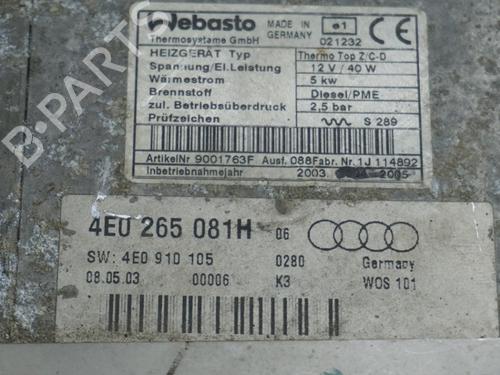 Webasto
Thermosysteme GmbH
MADE IN
GERMANY
e1
021232
HEIZGERÄT Typ Thermo Top Z/C-D
Spannung/El.Leistung 12 V / 40 W
Wärmestrom 5 kw
Brennstoff Diesel/PME
zul. Betriebsüberdruck 2,5 bar
Prüfzeichen S 289
ArtikelNr 9001763F Ausf. 088 Fabr. Nr. 1J 114892
Inbetriebnahmejahr 2003 2005
4E0 265 081H 06
SW: 4E0 910 105 0280 Germany
08.05.03 00006 K3 WOS 101
B-PARTS